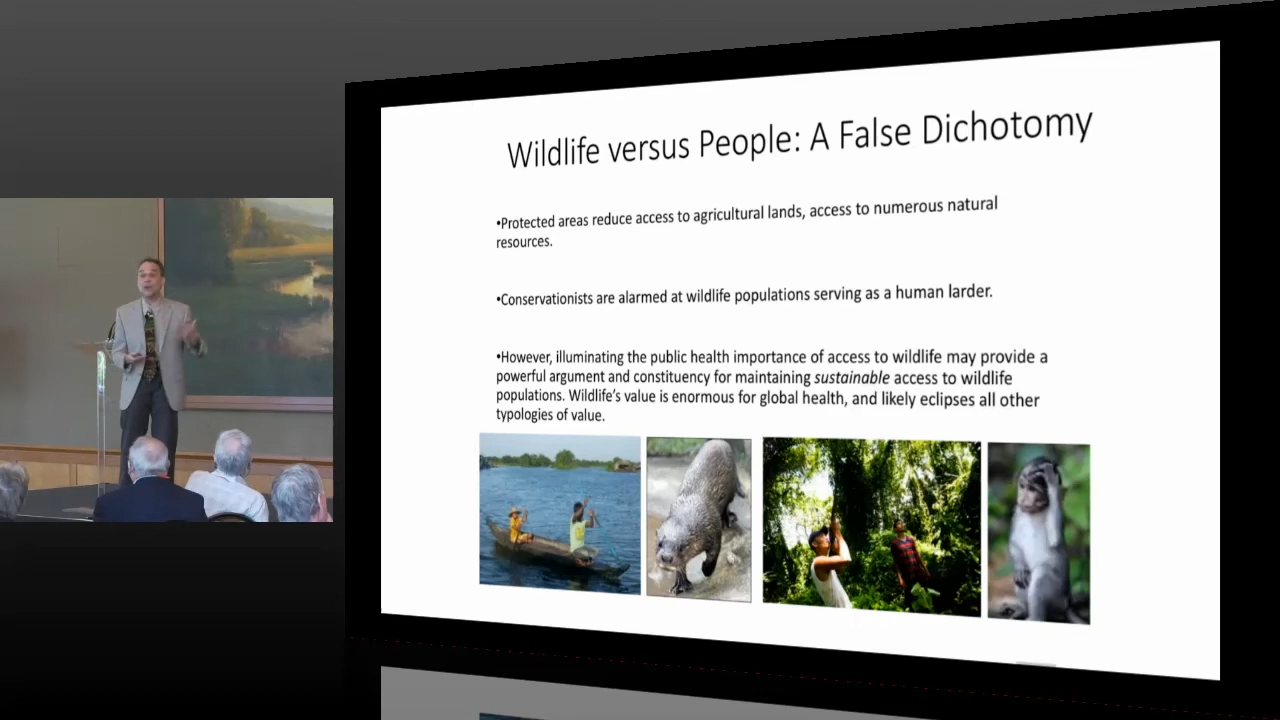 Wildlife versus People: A False Dichotomy
•Protected areas reduce access to agricultural lands, access to numerous natural
resources.
•Conservationists are alarmed at wildlife populations serving as a human larder.
•However, illuminating the public health importance of access to wildlife may provide a
powerful argument and constituency for maintaining sustainable access to wildlife
populations. Wildlife's value is enormous for global health, and likely eclipses all other
typologies of value.